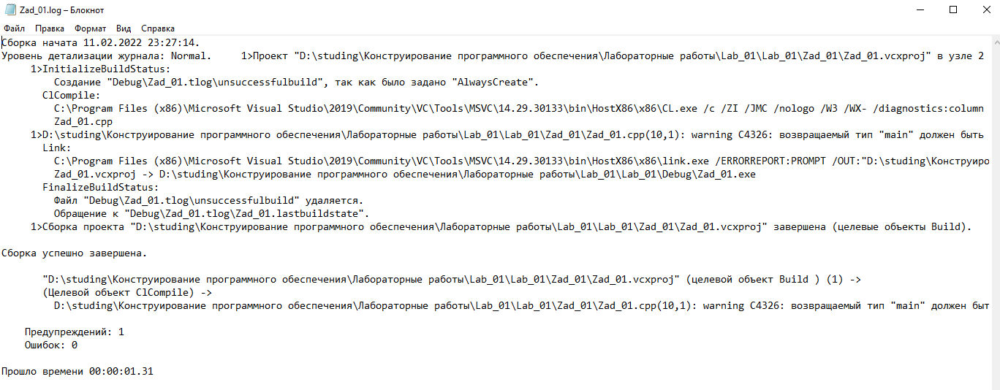 Zad_01.log – Блокнот
Файл Правка Формат Вид Справка
Сборка начата 11.02.2022 23:27:14.
Уровень детализации журнала: Normal.     1>Проект "D:\studing\Конструирование программного обеспечения\Лабораторные работы\Lab_01\Lab_01\Zad_01\Zad_01.vcxproj" в узле 2
1>InitializeBuildStatus:
Создание "Debug\Zad_01.tlog\unsuccessfulbuild", так как было задано "AlwaysCreate".
ClCompile:
C:\Program Files (x86)\Microsoft Visual Studio\2019\Community\VC\Tools\MSVC\14.29.30133\bin\HostX86\x86\CL.exe /c /ZI /JMC /nologo /W3 /WX- /diagnostics:column
Zad_01.cpp
1>D:\studing\Конструирование программного обеспечения\Лабораторные работы\Lab_01\Lab_01\Zad_01\Zad_01.cpp(10,1): warning C4326: возвращаемый тип "main" должен быть
Link:
C:\Program Files (x86)\Microsoft Visual Studio\2019\Community\VC\Tools\MSVC\14.29.30133\bin\HostX86\x86\link.exe /ERRORREPORT:PROMPT /OUT:"D:\studing\Конструиро
Zad_01.vcxproj -> D:\studing\Конструирование программного обеспечения\Лабораторные работы\Lab_01\Lab_01\Debug\Zad_01.exe
FinalizeBuildStatus:
Файл "Debug\Zad_01.tlog\unsuccessfulbuild" удаляется.
Обращение к "Debug\Zad_01.tlog\Zad_01.lastbuildstate".
1>Сборка проекта "D:\studing\Конструирование программного обеспечения\Лабораторные работы\Lab_01\Lab_01\Zad_01\Zad_01.vcxproj" завершена (целевые объекты Build).
Сборка успешно завершена.
"D:\studing\Конструирование программного обеспечения\Лабораторные работы\Lab_01\Lab_01\Zad_01\Zad_01.vcxproj" (целевой объект Build ) (1) ->
(Целевой объект ClCompile) ->
D:\studing\Конструирование программного обеспечения\Лабораторные работы\Lab_01\Lab_01\Zad_01\Zad_01.cpp(10,1): warning C4326: возвращаемый тип "main" должен быт
Предупреждений: 1
Ошибок: 0
Прошло времени 00:00:01.31